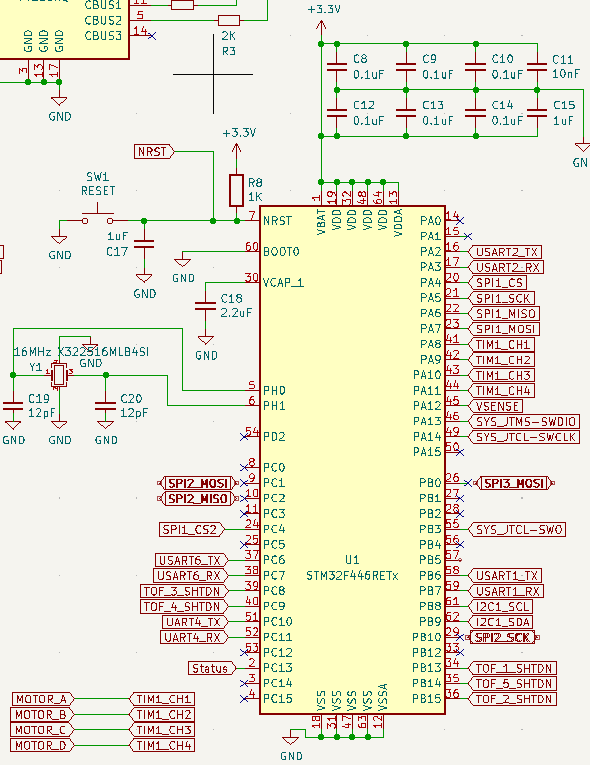 CBUS1 11
CBUS2 5
CBUS3 14
GND GND GND
3 13 17
GND
2K
R3
+3.3V
C8 0.1uF
C9 0.1uF
C10 0.1uF
C11 10nF
C12 0.1uF
C13 0.1uF
C14 0.1uF
C15 1uF
GN
NRST
+3.3V
R8
1K
SW1
RESET
GND
1uF
C17
GND
GND
C18
2.2uF
GND
16MHz X322516MLB4SI
Y1
GND
C19
12pF
C20
12pF
GND GND GND
1 19 32 48 64 13
VBAT VDD VDD VDD VDD VDDA
7 NRST
60 BOOT0
30 VCAP_1
5 PH0
6 PH1
54 PD2
8 PC0
SPI2_MOSI 9 PC1
SPI2_MISO 10 PC2
11 PC3
SPI1_CS2 24 PC4
25 PC5
USART6_TX 37 PC6
USART6_RX 38 PC7
TOF_3_SHTDN 39 PC8
TOF_4_SHTDN 40 PC9
UART4_TX 51 PC10
UART4_RX 52 PC11
53 PC12
Status 2 PC13
3 PC14
4 PC15
U1
STM32F446RETx
PA0 14
PA1 15
PA2 16 USART2_TX
PA3 17 USART2_RX
PA4 20 SPI1_CS
PA5 21 SPI1_SCK
PA6 22 SPI1_MISO
PA7 23 SPI1_MOSI
PA8 41 TIM1_CH1
PA9 42 TIM1_CH2
PA10 43 TIM1_CH3
PA11 44 TIM1_CH4
PA12 45 VSENSE
PA13 46 SYS_JTMS-SWDIO
PA14 49 SYS_JTCL-SWCLK
PA15 50
PB0 26 SPI3_MOSI
PB1 27
PB2 28
PB3 55 SYS_JTCL-SWO
PB4 56
PB5 57
PB6 58 USART1_TX
PB7 59 USART1_RX
PB8 61 I2C1_SCL
PB9 62 I2C1_SDA
PB10 29 SPI2_SCK
PB12 33
PB13 34 TOF_1_SHTDN
PB14 35 TOF_5_SHTDN
PB15 36 TOF_2_SHTDN
VSS VSS VSS VSS VSSA
18 31 47 63 12
GND
MOTOR_A TIM1_CH1
MOTOR_B TIM1_CH2
MOTOR_C TIM1_CH3
MOTOR_D TIM1_CH4